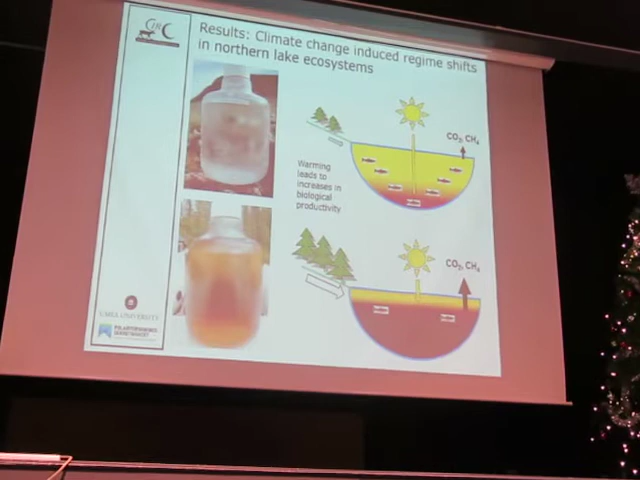 CIRC
Results: Climate change induced regime shifts
in northern lake ecosystems
CO2, CH4
Warming
leads to
increases in
biological
productivity
CO2, CH4
UMEÅ UNIVERSITY